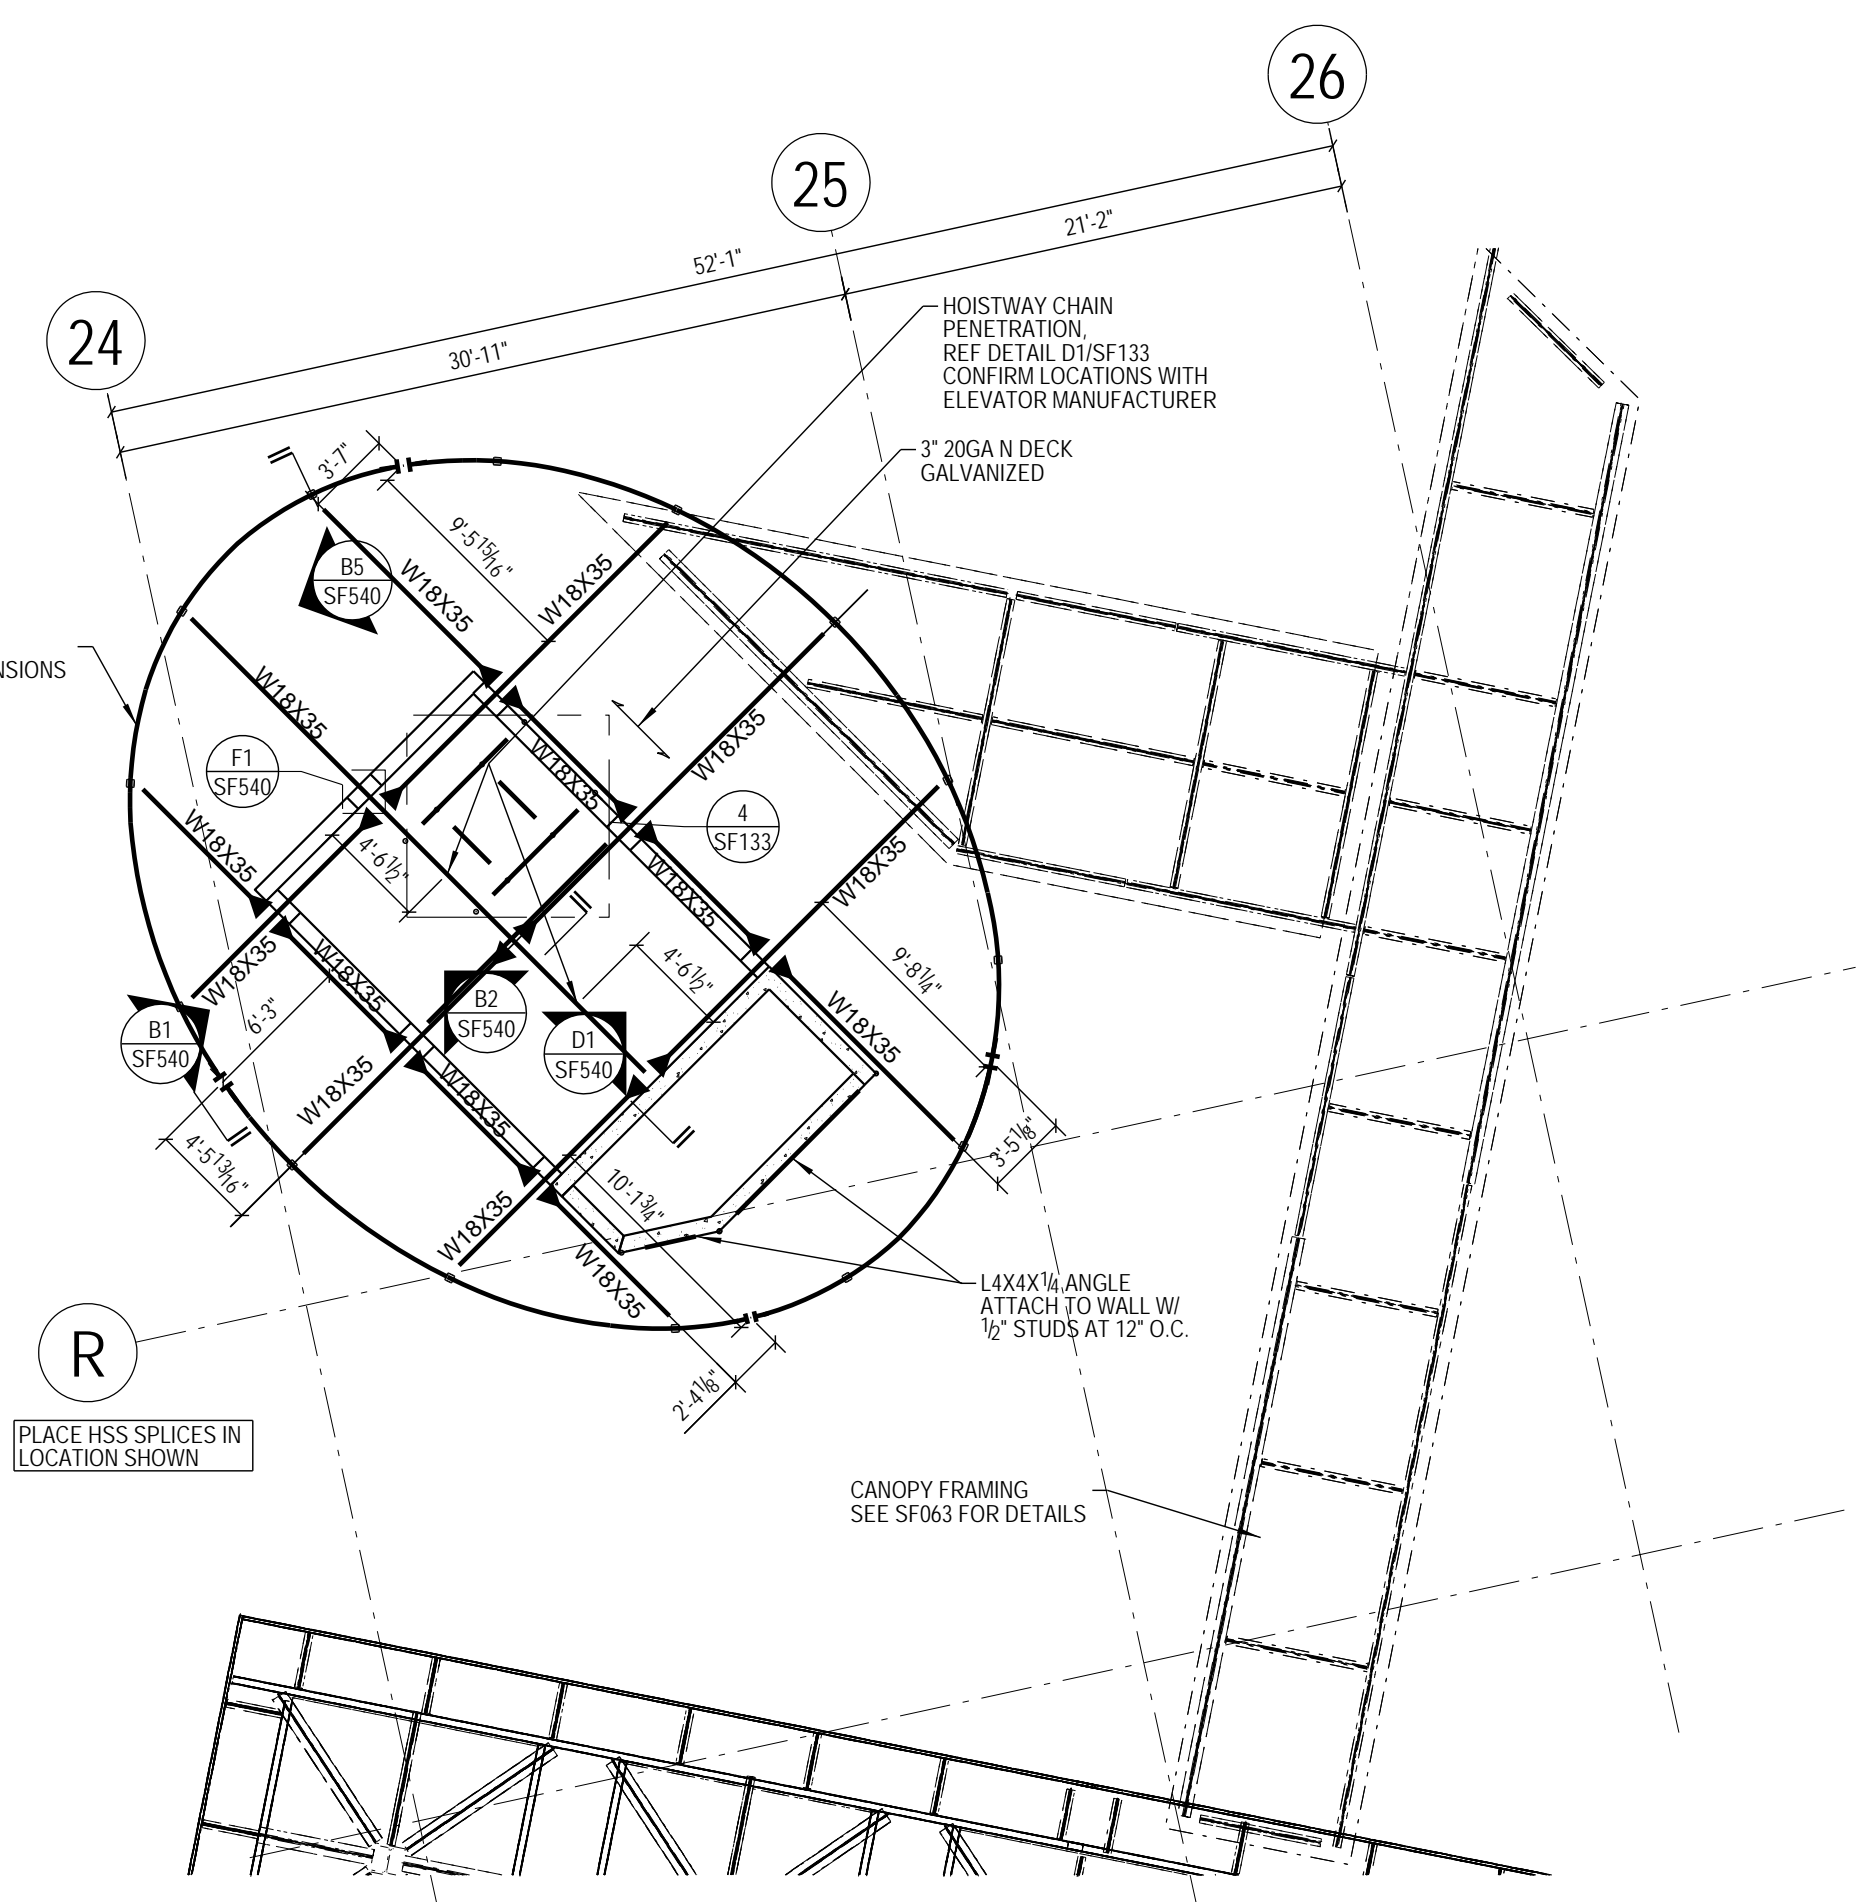 26
25
21'-2"
52'-1"
24
30'-11"
HOISTWAY CHAIN
PENETRATION,
REF DETAIL D1/SF133
CONFIRM LOCATIONS WITH
ELEVATOR MANUFACTURER
3" 20GA N DECK
GALVANIZED
3'-7"
9'-5 15/16"
B5
SF540
W18X35
W18X35
NSIONS
W18X35
W18X35
W18X35
F1
SF540
4
SF133
W18X35
4'-6 1/2"
W18X35
W18X35
W18X35
W18X35
4'-6 1/2"
9'-8 1/4"
B2
SF540
B1
SF540
6'-3"
D1
SF540
W18X35
W18X35
W18X35
4'-5 13/16"
3'-5 1/8"
10'-1 3/4"
W18X35
W18X35
L4X4X1/4 ANGLE
ATTACH TO WALL W/
1/2" STUDS AT 12" O.C.
R
2'-4 1/8"
PLACE HSS SPLICES IN
LOCATION SHOWN
CANOPY FRAMING
SEE SF063 FOR DETAILS